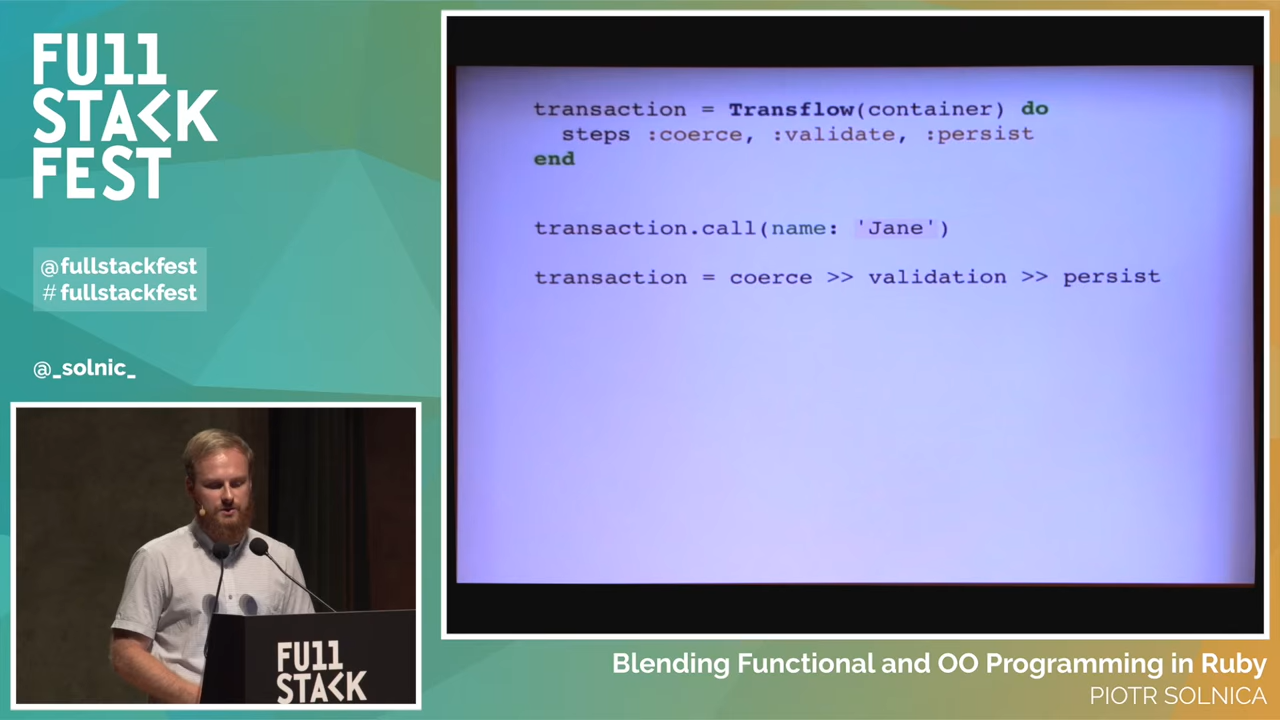 FU11
STACK
FEST
@fullstackfest
# fullstackfest
@_solnic_
transaction = Transflow(container) do
  steps :coerce, :validate, :persist
end
transaction.call(name: 'Jane')
transaction = coerce >> validation >> persist
FU11
STACK
Blending Functional and OO Programming in Ruby
PIOTR SOLNICA